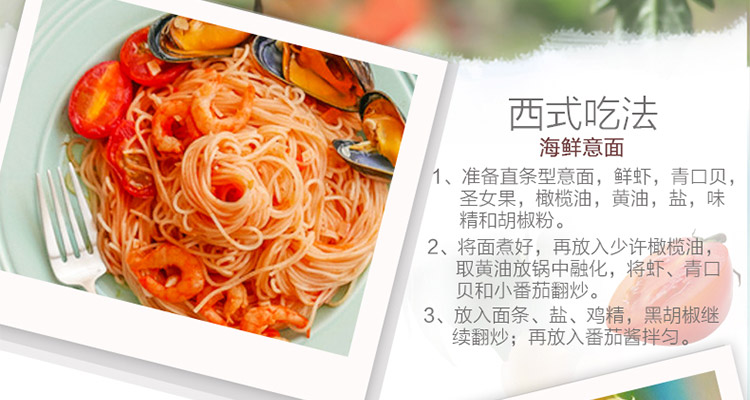 西式吃法
海鲜意面
1、准备直条型意面，鲜虾，青口贝，
圣女果，橄榄油，黄油，盐，味
精和胡椒粉。
2、将面煮好，再放入少许橄榄油，
取黄油放锅中融化，将虾、青口
贝和小番茄翻炒。
3、放入面条、盐、鸡精，黑胡椒继
续翻炒；再放入番茄酱拌匀。